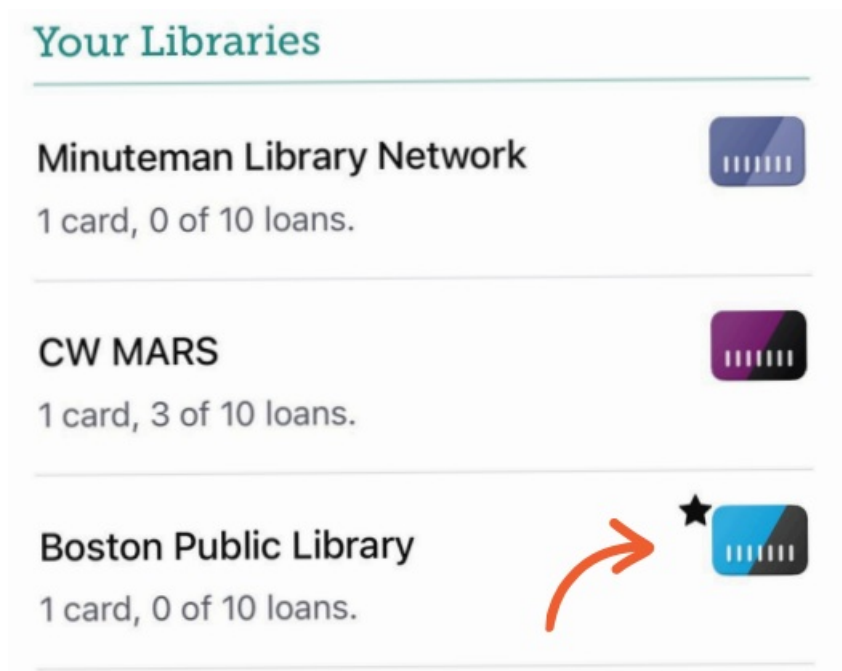 Your Libraries
Minuteman Library Network
1 card, 0 of 10 loans.
CW MARS
1 card, 3 of 10 loans.
Boston Public Library
1 card, 0 of 10 loans.